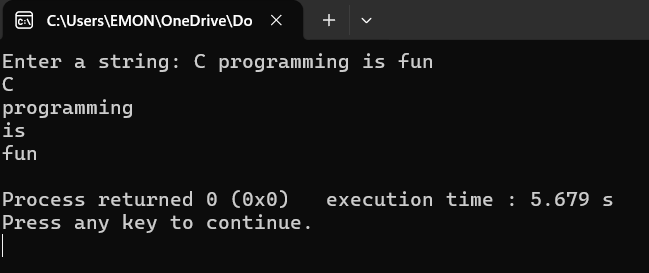 C:\Users\EMON\OneDrive\Do
Enter a string: C programming is fun
C
programming
is
fun
Process returned 0 (0x0)   execution time : 5.679 s
Press any key to continue.